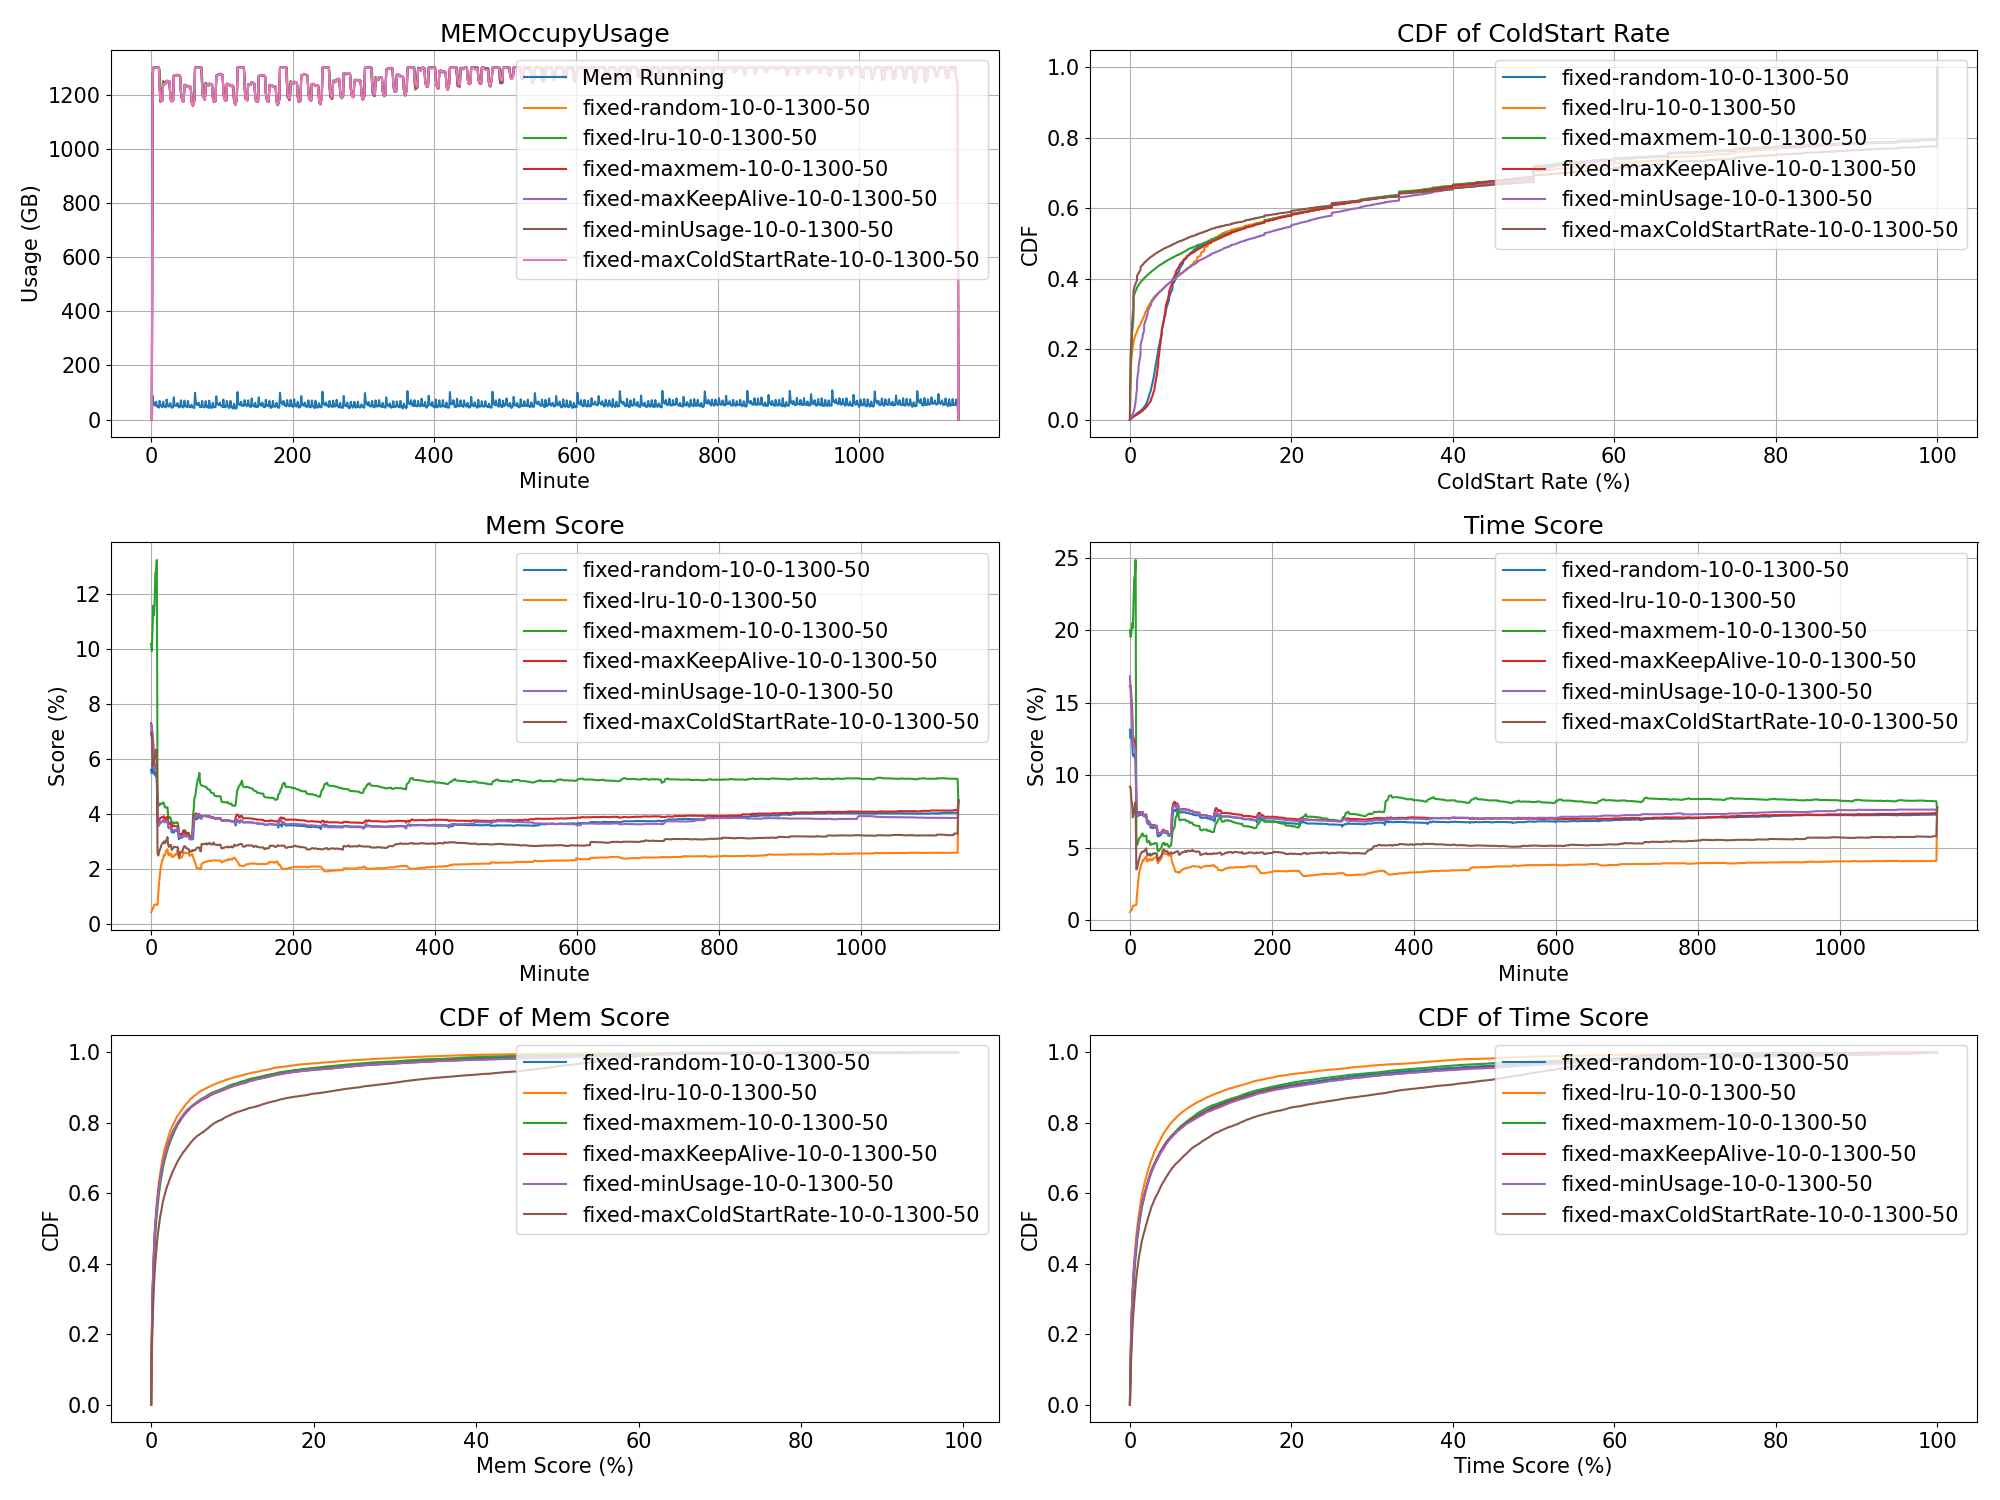 MEMOccupyUsage
Usage (GB)
1200
1000
800
600
400
200
0
Mem Running
fixed-random-10-0-1300-50
fixed-lru-10-0-1300-50
fixed-maxmem-10-0-1300-50
fixed-maxKeepAlive-10-0-1300-50
fixed-minUsage-10-0-1300-50
fixed-maxColdStartRate-10-0-1300-50
0 200 400 600 800 1000
Minute
CDF of ColdStart Rate
CDF
1.0
0.8
0.6
0.4
0.2
0.0
fixed-random-10-0-1300-50
fixed-lru-10-0-1300-50
fixed-maxmem-10-0-1300-50
fixed-maxKeepAlive-10-0-1300-50
fixed-minUsage-10-0-1300-50
fixed-maxColdStartRate-10-0-1300-50
0 20 40 60 80 100
ColdStart Rate (%)
Mem Score
Score (%)
12
10
8
6
4
2
0
fixed-random-10-0-1300-50
fixed-lru-10-0-1300-50
fixed-maxmem-10-0-1300-50
fixed-maxKeepAlive-10-0-1300-50
fixed-minUsage-10-0-1300-50
fixed-maxColdStartRate-10-0-1300-50
0 200 400 600 800 1000
Minute
Time Score
Score (%)
25
20
15
10
5
0
fixed-random-10-0-1300-50
fixed-lru-10-0-1300-50
fixed-maxmem-10-0-1300-50
fixed-maxKeepAlive-10-0-1300-50
fixed-minUsage-10-0-1300-50
fixed-maxColdStartRate-10-0-1300-50
0 200 400 600 800 1000
Minute
CDF of Mem Score
CDF
1.0
0.8
0.6
0.4
0.2
0.0
fixed-random-10-0-1300-50
fixed-lru-10-0-1300-50
fixed-maxmem-10-0-1300-50
fixed-maxKeepAlive-10-0-1300-50
fixed-minUsage-10-0-1300-50
fixed-maxColdStartRate-10-0-1300-50
0 20 40 60 80 100
Mem Score (%)
CDF of Time Score
CDF
1.0
0.8
0.6
0.4
0.2
0.0
fixed-random-10-0-1300-50
fixed-lru-10-0-1300-50
fixed-maxmem-10-0-1300-50
fixed-maxKeepAlive-10-0-1300-50
fixed-minUsage-10-0-1300-50
fixed-maxColdStartRate-10-0-1300-50
0 20 40 60 80 100
Time Score (%)